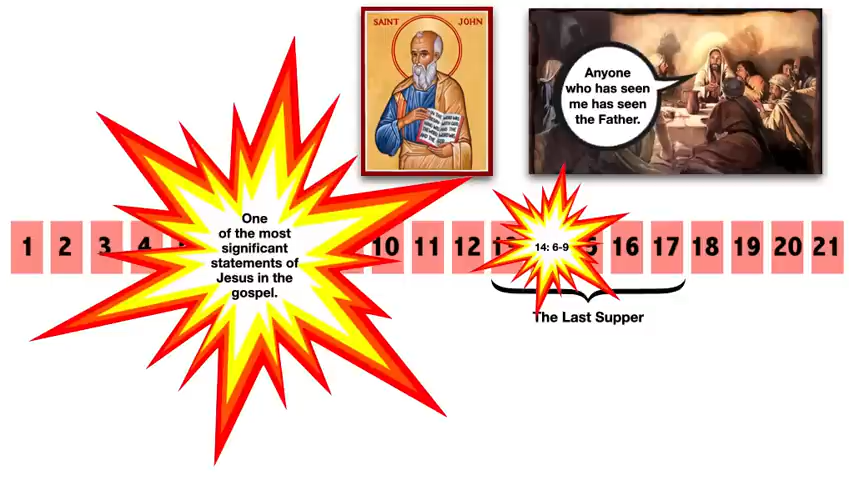 SAINT JOHN
Anyone
who has seen
me has seen
the Father.
One
of the most
significant
statements of
Jesus in the
gospel.
1 2 3 4 10 11 12 14: 6-9 16 17 18 19 20 21
The Last Supper